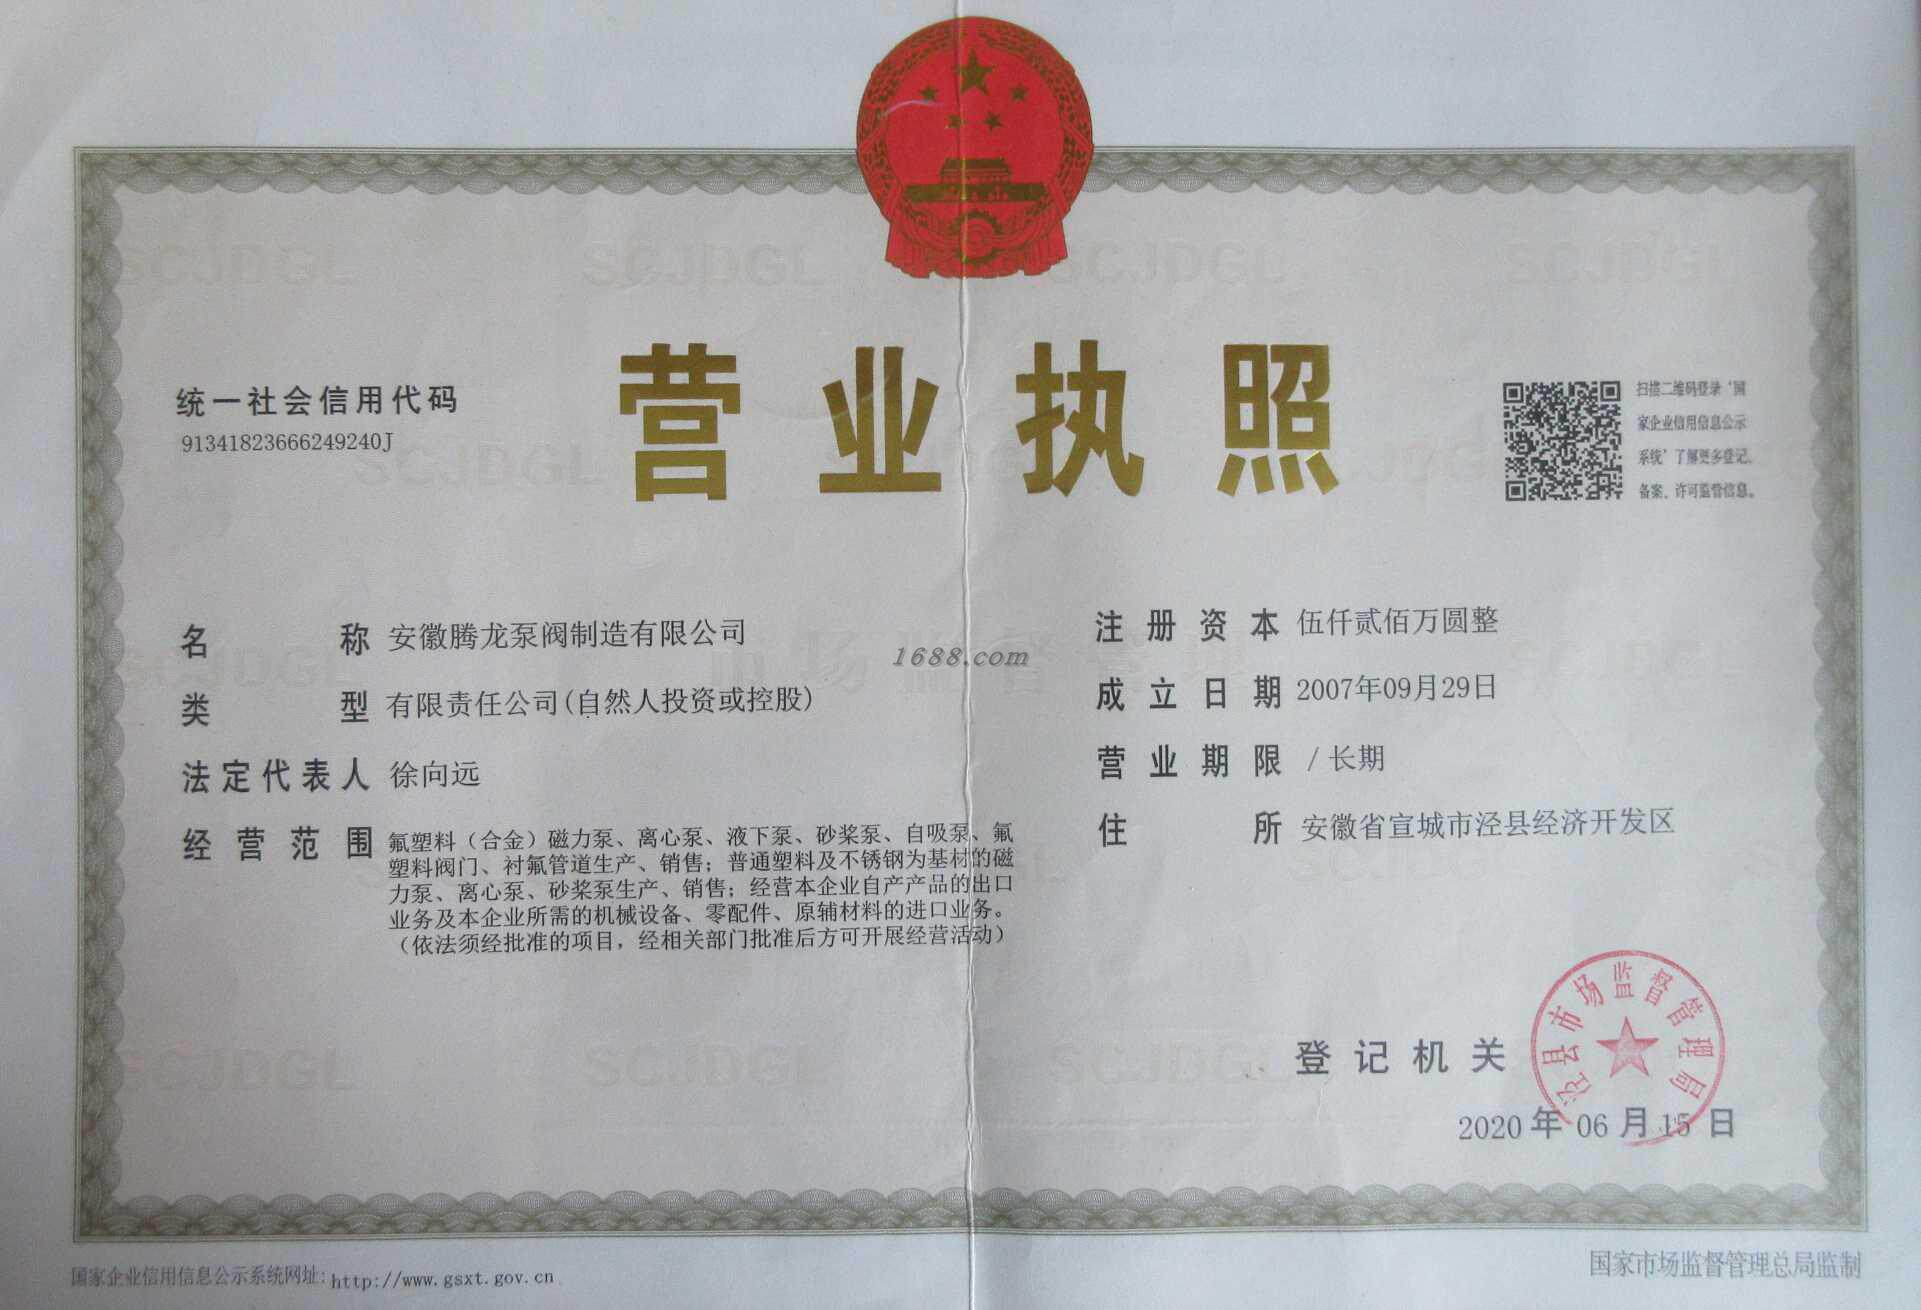 营业执照
统一社会信用代码
91341823666249240J
扫描二维码登录‘国
家企业信用信息公示
系统’了解更多登记、
备案、许可监管信息。
名称 安徽腾龙泵阀制造有限公司
类型 有限责任公司(自然人投资或控股)
法定代表人 徐向远
经营范围 氟塑料（合金）磁力泵、离心泵、液下泵、砂桨泵、自吸泵、氟
塑料阀门、衬氟管道生产、销售；普通塑料及不锈钢为基材的磁
力泵、离心泵、砂桨泵生产、销售；经营本企业自产产品的出口
业务及本企业所需的机械设备、零配件、原辅材料的进口业务。
（依法须经批准的项目，经相关部门批准后方可开展经营活动）
注册资本 伍仟贰佰万圆整
成立日期 2007年09月29日
营业期限 /长期
住所 安徽省宣城市泾县经济开发区
1688.com
登记机关
泾县市场监督管理局
2020年06月15日
国家企业信用信息公示系统网址:http://www.gsxt.gov.cn
国家市场监督管理总局监制
SCJDGL